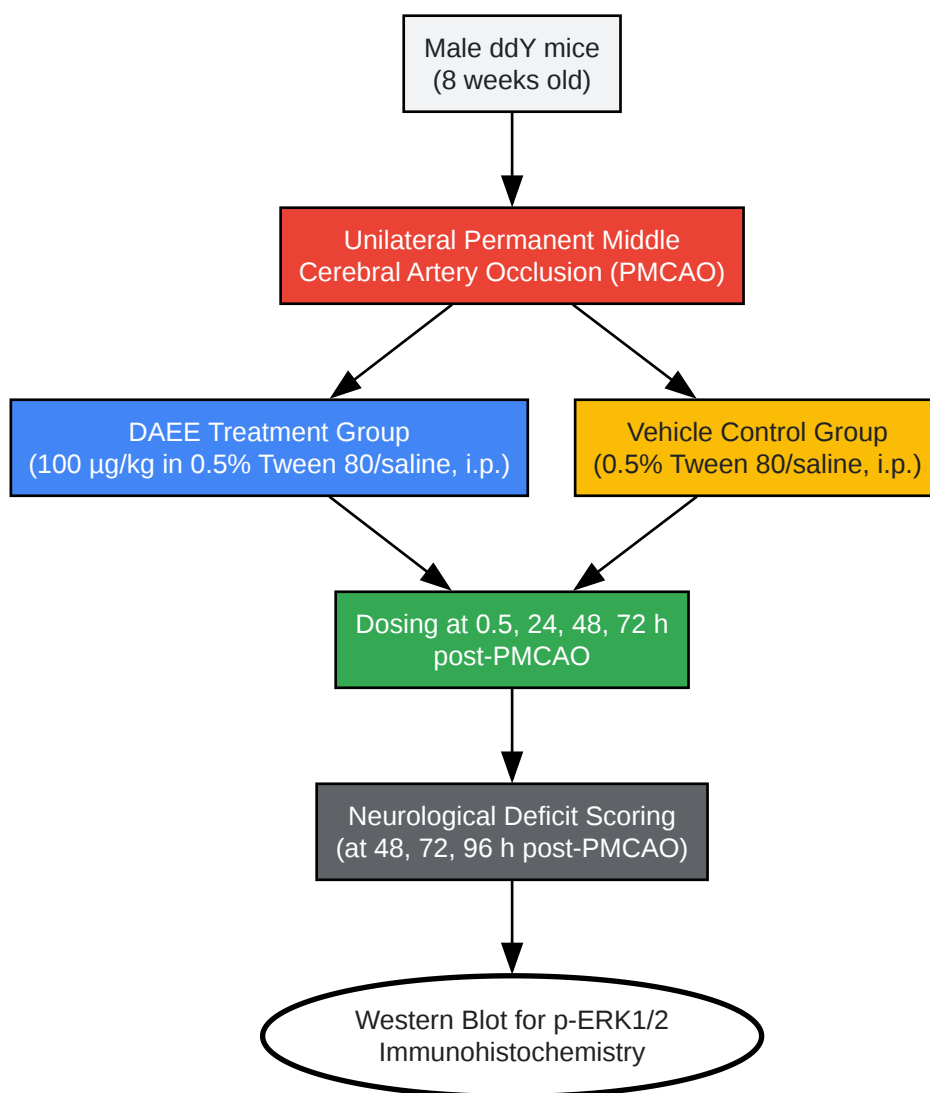 Male ddY mice
(8 weeks old)
Unilateral Permanent Middle
Cerebral Artery Occlusion (PMCAO)
DAEE Treatment Group
(100 µg/kg in 0.5% Tween 80/saline, i.p.)
Vehicle Control Group
(0.5% Tween 80/saline, i.p.)
Dosing at 0.5, 24, 48, 72 h
post-PMCAO
Neurological Deficit Scoring
(at 48, 72, 96 h post-PMCAO)
Western Blot for p-ERK1/2
Immunohistochemistry